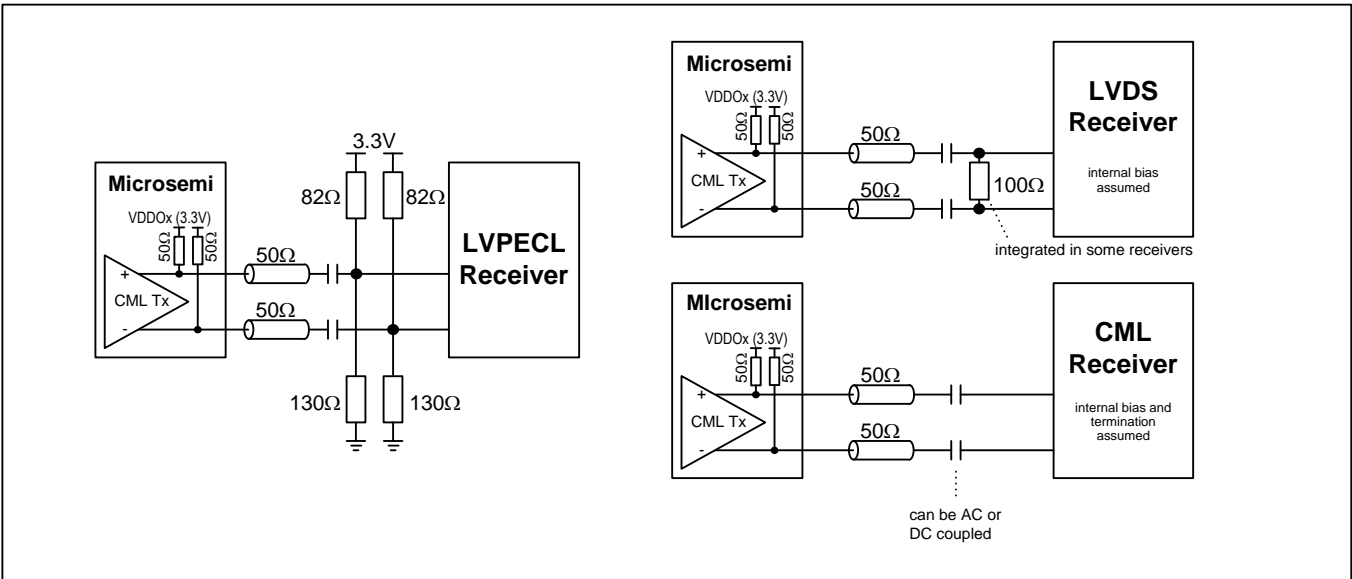 Microsemi
VDDOx (3.3V)
50Ω
50Ω
+
CML Tx
-
50Ω
50Ω
3.3V
82Ω
82Ω
130Ω
130Ω
LVPECL
Receiver
Microsemi
VDDOx (3.3V)
50Ω
50Ω
+
CML Tx
-
50Ω
50Ω
100Ω
LVDS
Receiver
internal bias
assumed
integrated in some receivers
MIcrosemi
VDDOx (3.3V)
50Ω
50Ω
+
CML Tx
-
50Ω
50Ω
CML
Receiver
internal bias and
termination
assumed
can be AC or
DC coupled